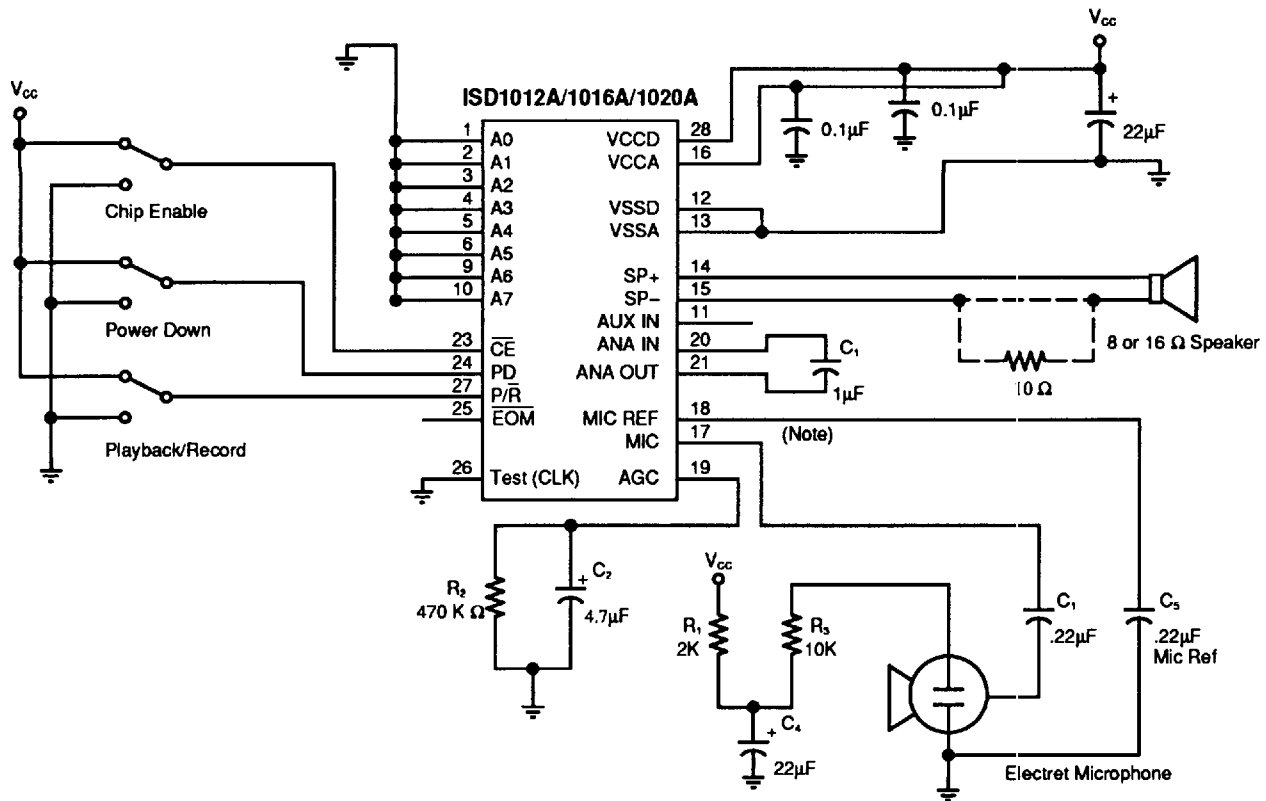 V_CC
V_CC
ISD1012A/1016A/1020A
0.1µF
0.1µF
+
22µF
1 A0
2 A1
3 A2
4 A3
5 A4
6 A5
9 A6
10 A7
23 CE
24 PD
27 P/R
25 EOM
26 Test (CLK)
VCCD 28
VCCA 16
VSSD 12
VSSA 13
SP+ 14
SP– 15
AUX IN 11
ANA IN 20
ANA OUT 21
MIC REF 18
MIC 17
AGC 19
Chip Enable
Power Down
Playback/Record
8 or 16 Ω Speaker
10 Ω
C₁
1µF
(Note)
R₂
470 K Ω
+ C₂
4.7µF
V_CC
R₁
2K
R₃
10K
+ C₄
22µF
C₁
.22µF
C₅
.22µF
Mic Ref
Electret Microphone